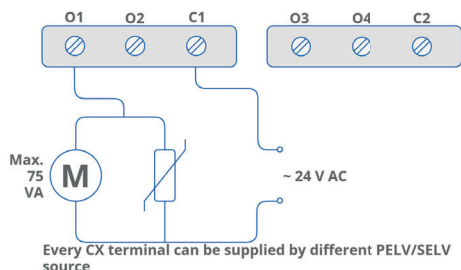 O1 O2 C1 O3 O4 C2
Max.
75
VA
M
~ 24 V AC
Every CX terminal can be supplied by different PELV/SELV
source